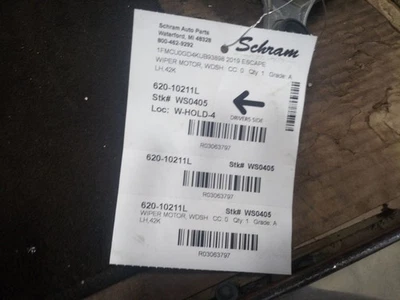 Schram Auto Parts
Waterford, MI 48328
800-462-9292
Schram
2019 ESCAPE
WIPER MOTOR, WDSH CC: 0 Qty: 1 Grade: A
LH,42K
620-10211L
Stk# WS0405
Loc: W-HOLD-4
DRIVERS SIDE
R03063797
620-10211L Stk# WS0405
R03063797
620-10211L Stk# WS0405
WIPER MOTOR, WDSH CC: 0 Qty: 1 Grade: A
LH,42K
R03063797